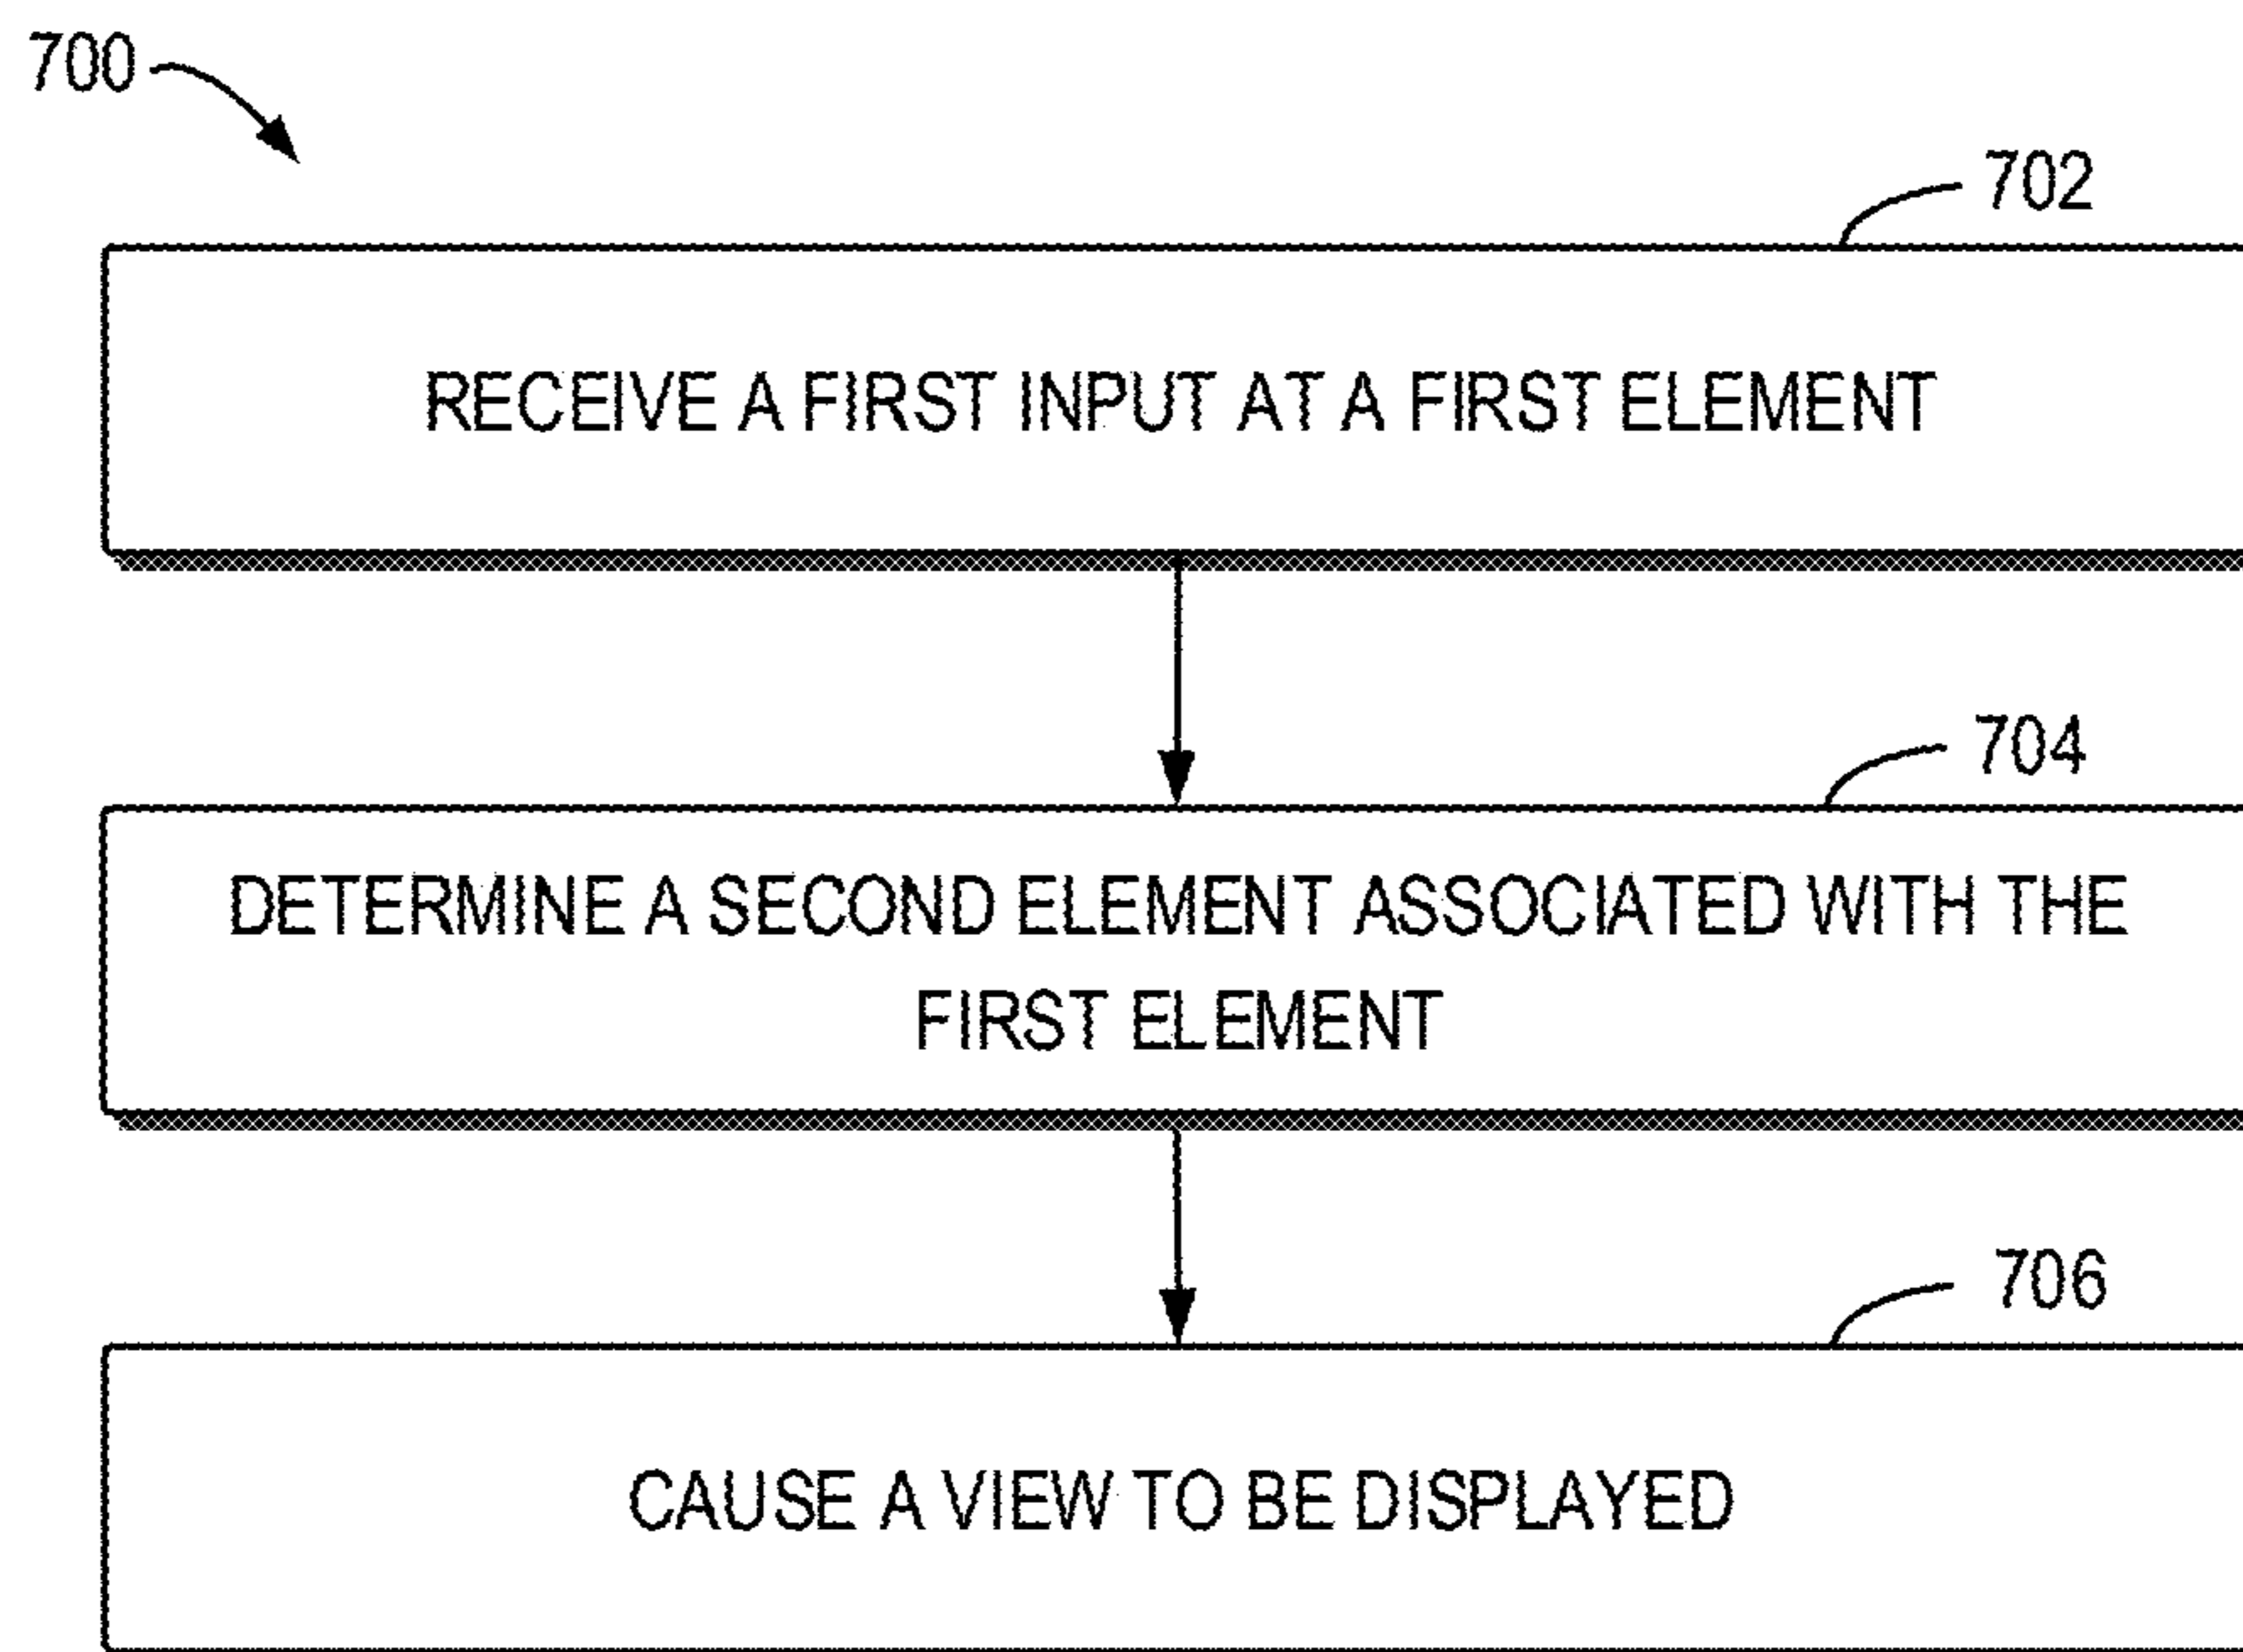 700
702
RECEIVE A FIRST INPUT AT A FIRST ELEMENT
704
DETERMINE A SECOND ELEMENT ASSOCIATED WITH THE
FIRST ELEMENT
706
CAUSE A VIEW TO BE DISPLAYED